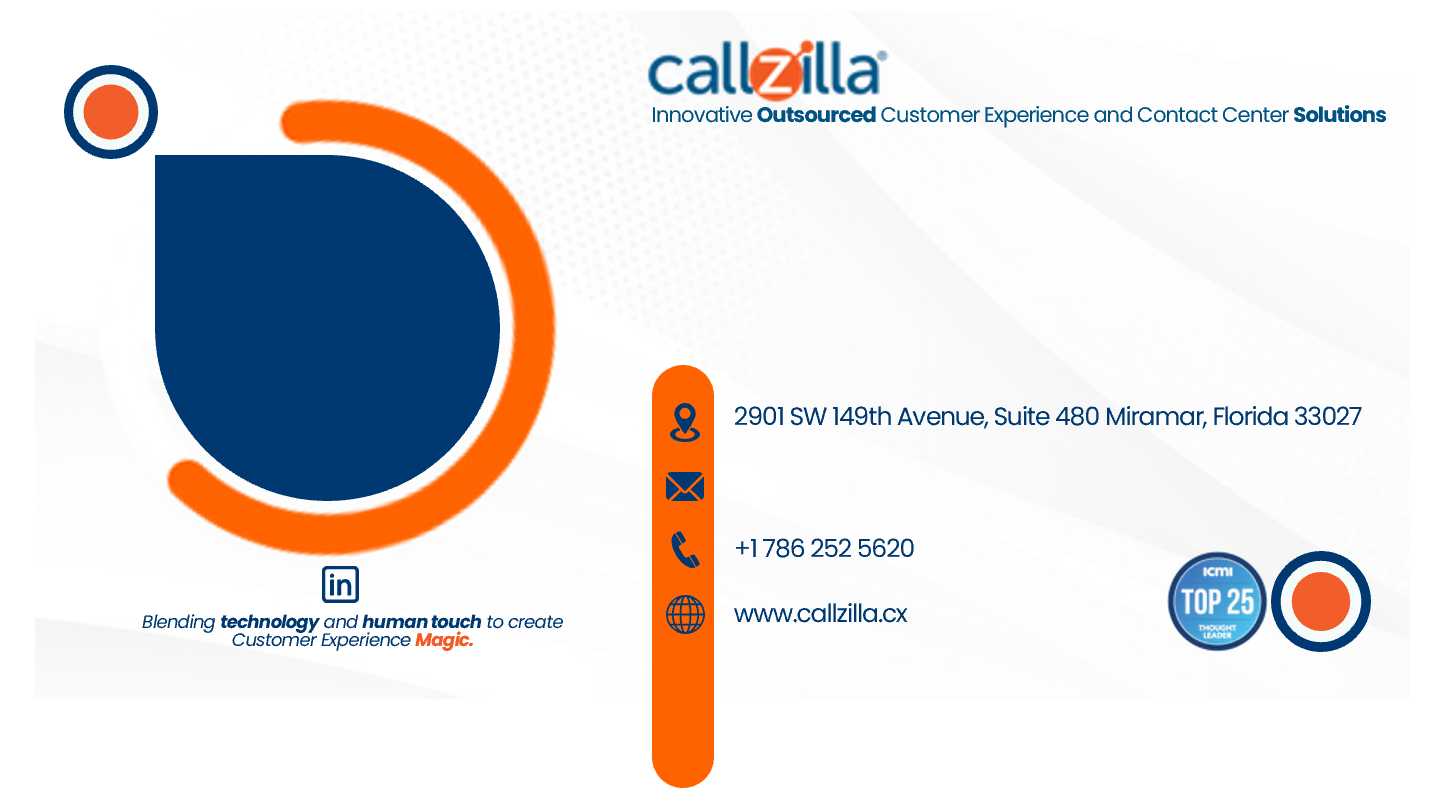 callzilla®
Innovative Outsourced Customer Experience and Contact Center Solutions
2901 SW 149th Avenue, Suite 480 Miramar, Florida 33027
+1 786 252 5620
www.callzilla.cx
in
Blending technology and human touch to create
Customer Experience Magic.
ICMI
TOP 25
THOUGHT
LEADER